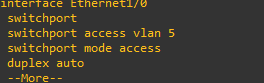 interface Ethernet1/0
switchport
switchport access vlan 5
switchport mode access
duplex auto
--More--